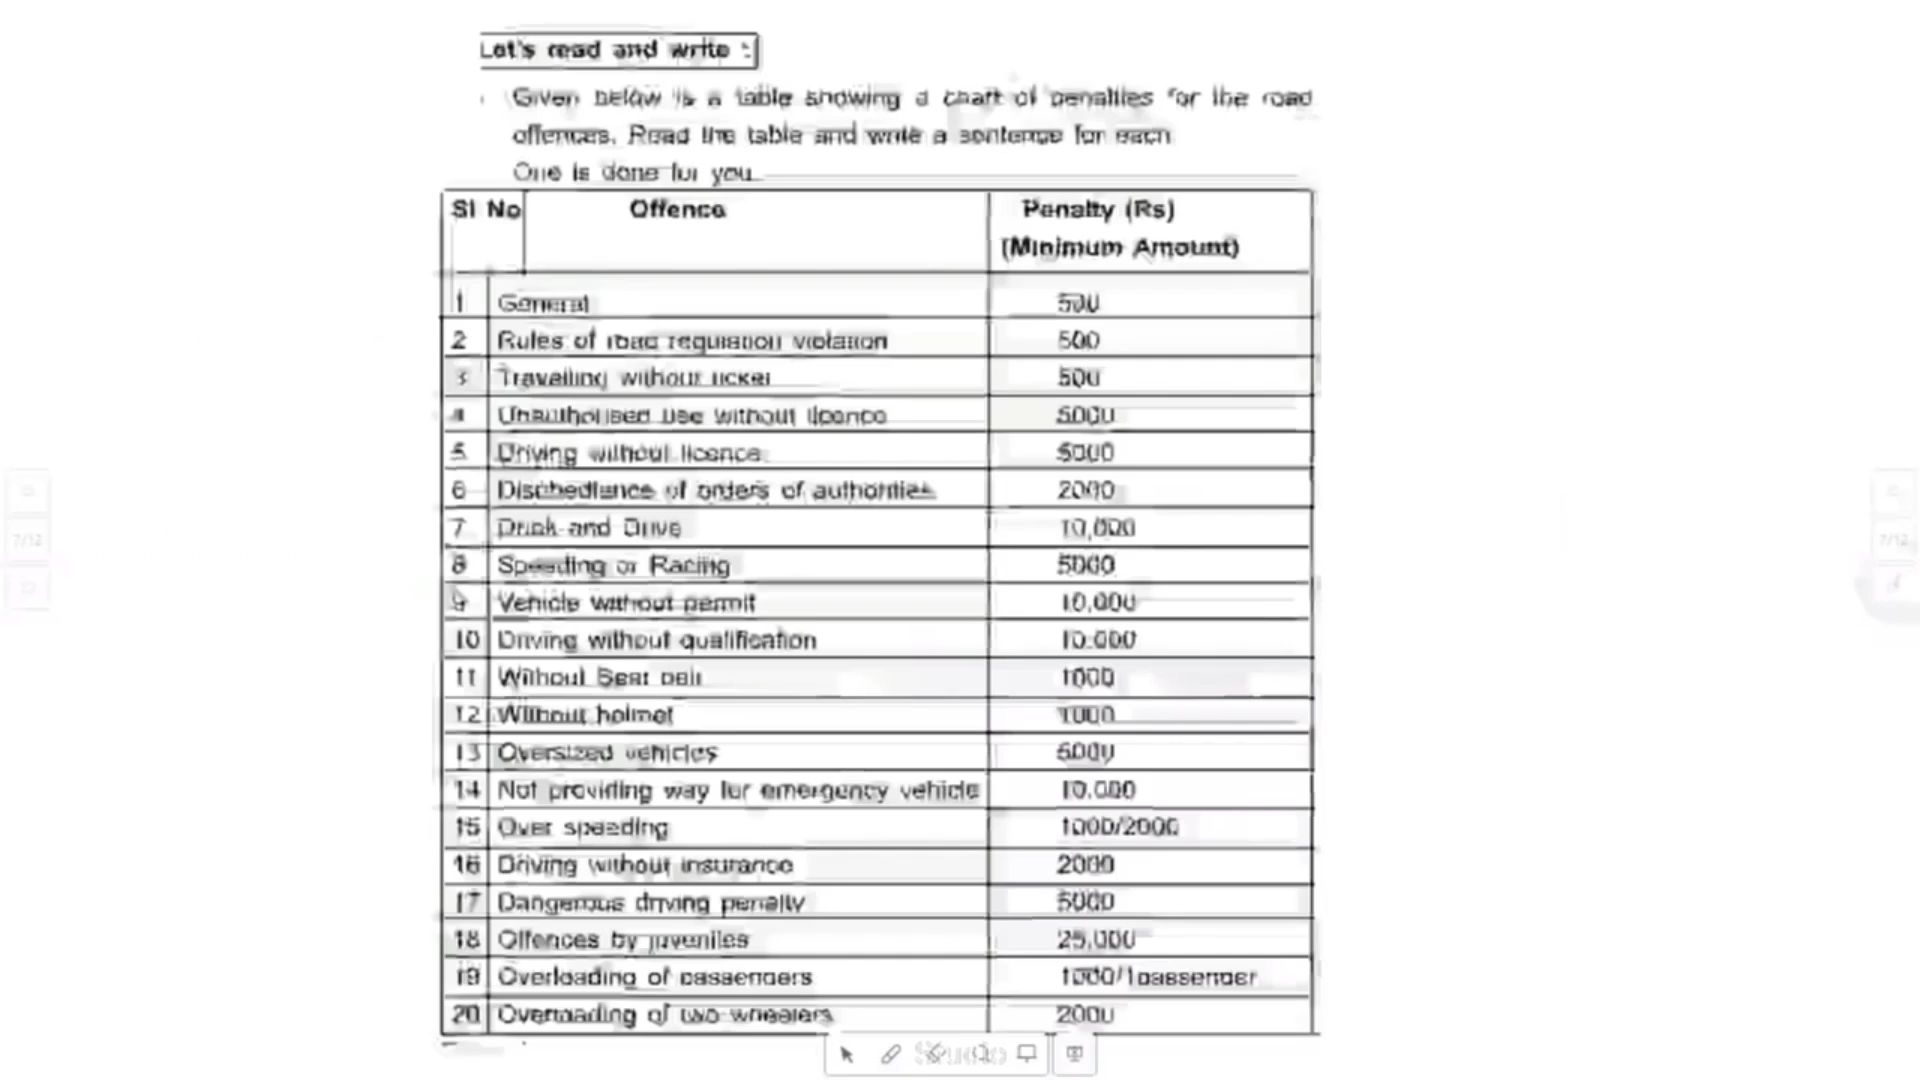 Let's read and write :
Given below is a table showing a chart of penalties for the road
offences. Read the table and write a sentence for each
One is done for you.
Sl No Offence Penalty (Rs)
(Minimum Amount)
1 General 500
2 Rules of road regulation violation 500
3 Travelling without ticket 500
4 Unauthorised use without licence 5000
5 Driving without licence 5000
6 Disobedience of orders of authorities 2000
7 Drunk and Drive 10,000
8 Speeding or Racing 5000
9 Vehicle without permit 10,000
10 Driving without qualification 10,000
11 Without Seat belt 1000
12 Without helmet 1000
13 Oversized vehicles 5000
14 Not providing way for emergency vehicle 10,000
15 Over speeding 1000/2000
16 Driving without insurance 2000
17 Dangerous driving penalty 5000
18 Offences by juveniles 25,000
19 Overloading of passengers 1000/1passenger
20 Overloading of two wheelers 2000
7/12
7/12